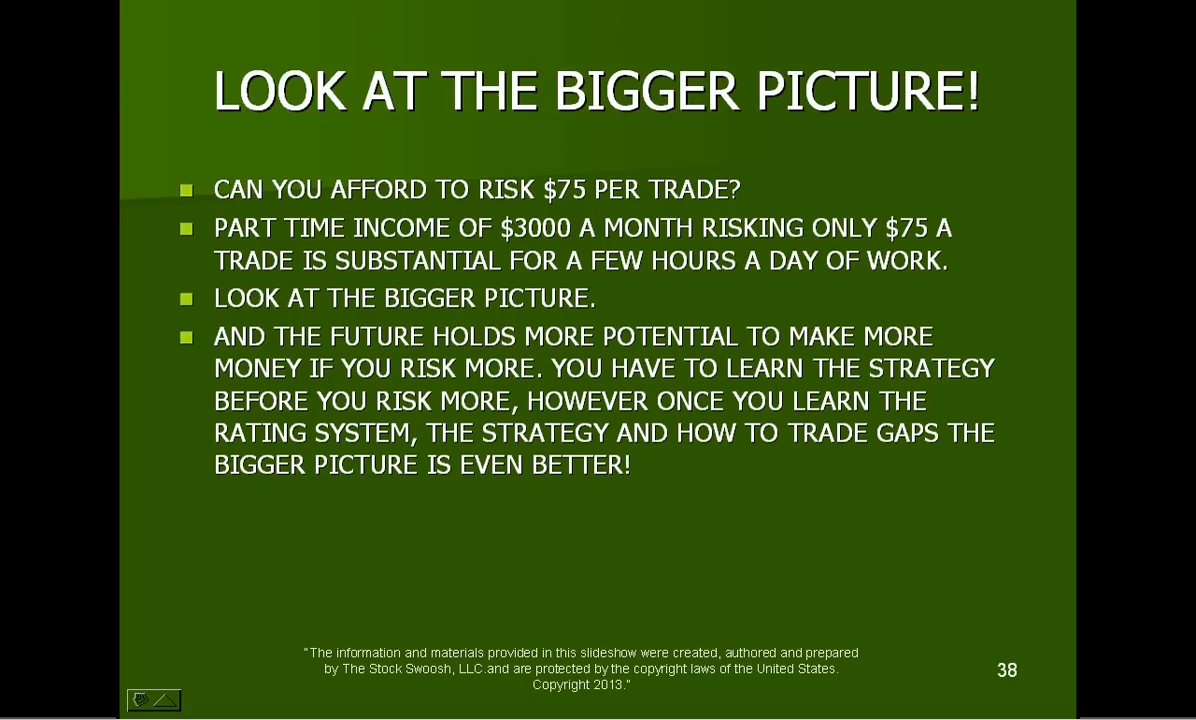 LOOK AT THE BIGGER PICTURE!
CAN YOU AFFORD TO RISK $75 PER TRADE?
PART TIME INCOME OF $3000 A MONTH RISKING ONLY $75 A
TRADE IS SUBSTANTIAL FOR A FEW HOURS A DAY OF WORK.
LOOK AT THE BIGGER PICTURE.
AND THE FUTURE HOLDS MORE POTENTIAL TO MAKE MORE
MONEY IF YOU RISK MORE. YOU HAVE TO LEARN THE STRATEGY
BEFORE YOU RISK MORE, HOWEVER ONCE YOU LEARN THE
RATING SYSTEM, THE STRATEGY AND HOW TO TRADE GAPS THE
BIGGER PICTURE IS EVEN BETTER!
"The information and materials provided in this slideshow were created, authored and prepared
by The Stock Swoosh, LLC.and are protected by the copyright laws of the United States.
Copyright 2013."
38